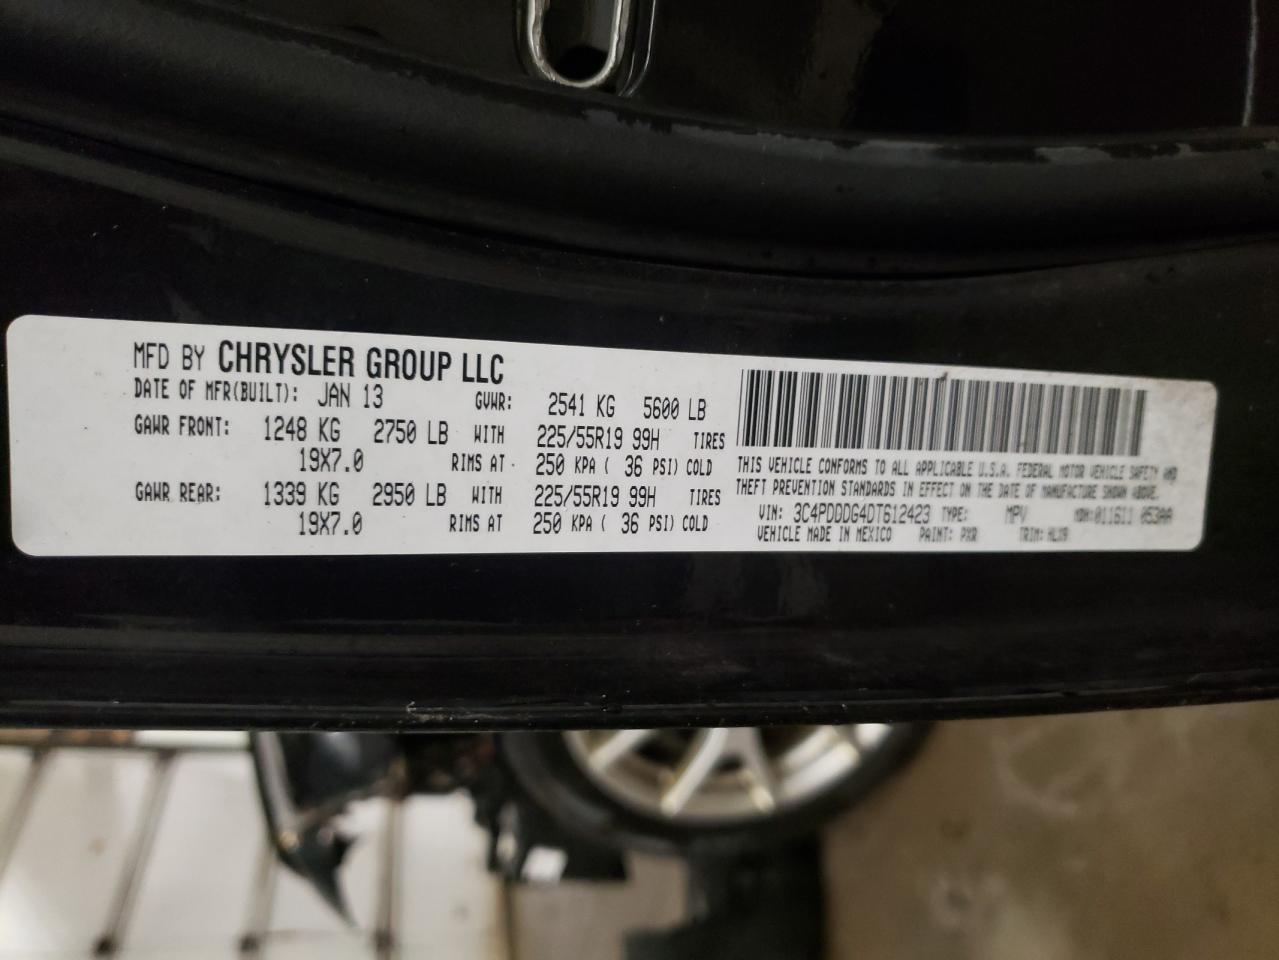 MFD BY CHRYSLER GROUP LLC
DATE OF MFR(BUILT): JAN 13 GVWR: 2541 KG 5600 LB
GAWR FRONT: 1248 KG 2750 LB WITH 225/55R19 99H TIRES
19X7.0 RIMS AT 250 KPA ( 36 PSI) COLD
GAWR REAR: 1339 KG 2950 LB WITH 225/55R19 99H TIRES
19X7.0 RIMS AT 250 KPA ( 36 PSI) COLD
THIS VEHICLE CONFORMS TO ALL APPLICABLE U.S.A. FEDERAL MOTOR VEHICLE SAFETY AND
THEFT PREVENTION STANDARDS IN EFFECT ON THE DATE OF MANUFACTURE SHOWN ABOVE.
VIN: 3C4PDDDG4DT612423 TYPE: MPV MDH:011611 053AA
VEHICLE MADE IN MEXICO PAINT: PXR TRIM: